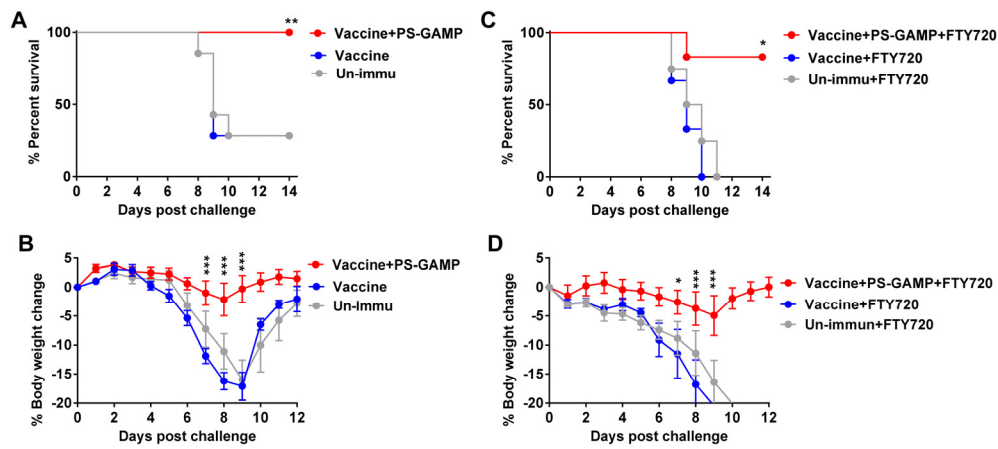 A
% Percent survival
100
50
0
0 2 4 6 8 10 12 14
Days post challenge
**
Vaccine+PS-GAMP
Vaccine
Un-immu
C
% Percent survival
100
50
0
0 2 4 6 8 10 12 14
Days post challenge
*
Vaccine+PS-GAMP+FTY720
Vaccine+FTY720
Un-immu+FTY720
B
% Body weight change
5
0
-5
-10
-15
-20
0 2 4 6 8 10 12
Days post challenge
*** *** ***
Vaccine+PS-GAMP
Vaccine
Un-immu
D
% Body weight change
5
0
-5
-10
-15
-20
0 2 4 6 8 10 12
Days post challenge
* *** ***
Vaccine+PS-GAMP+FTY720
Vaccine+FTY720
Un-immun+FTY720